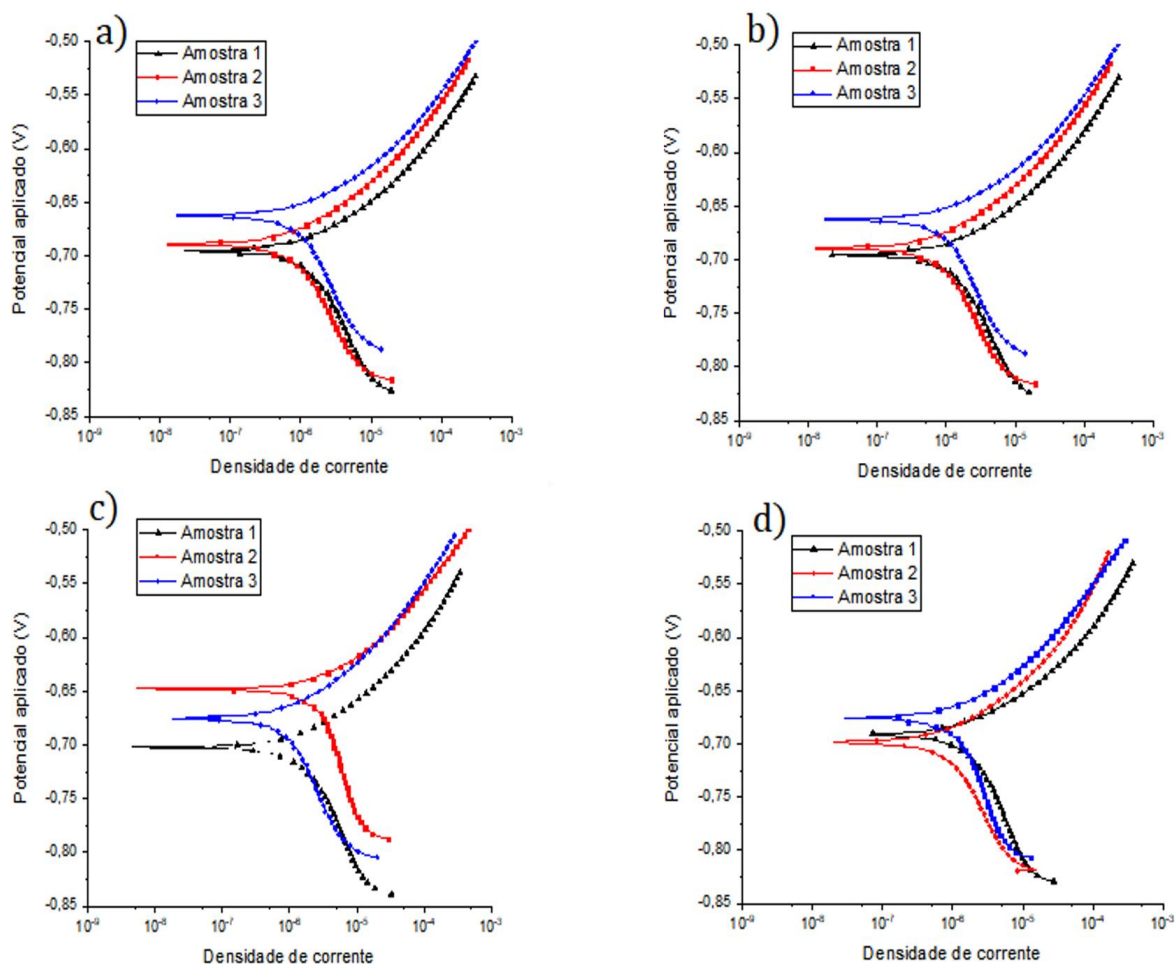 a)
-0,50
Amostra 1
Amostra 2
Amostra 3
-0,55
-0,60
-0,65
-0,70
-0,75
-0,80
-0,85
Potencial aplicado (V)
10⁻⁹ 10⁻⁸ 10⁻⁷ 10⁻⁶ 10⁻⁵ 10⁻⁴ 10⁻³
Densidade de corrente
b)
-0,50
Amostra 1
Amostra 2
Amostra 3
-0,55
-0,60
-0,65
-0,70
-0,75
-0,80
-0,85
Potencial aplicado (V)
10⁻⁹ 10⁻⁸ 10⁻⁷ 10⁻⁶ 10⁻⁵ 10⁻⁴ 10⁻³
Densidade de corrente
c)
-0,50
Amostra 1
Amostra 2
Amostra 3
-0,55
-0,60
-0,65
-0,70
-0,75
-0,80
-0,85
Potencial aplicado (V)
10⁻⁹ 10⁻⁸ 10⁻⁷ 10⁻⁶ 10⁻⁵ 10⁻⁴ 10⁻³
Densidade de corrente
d)
-0,50
Amostra 1
Amostra 2
Amostra 3
-0,55
-0,60
-0,65
-0,70
-0,75
-0,80
-0,85
Potencial aplicado (V)
10⁻⁹ 10⁻⁸ 10⁻⁷ 10⁻⁶ 10⁻⁵ 10⁻⁴ 10⁻³
Densidade de corrente